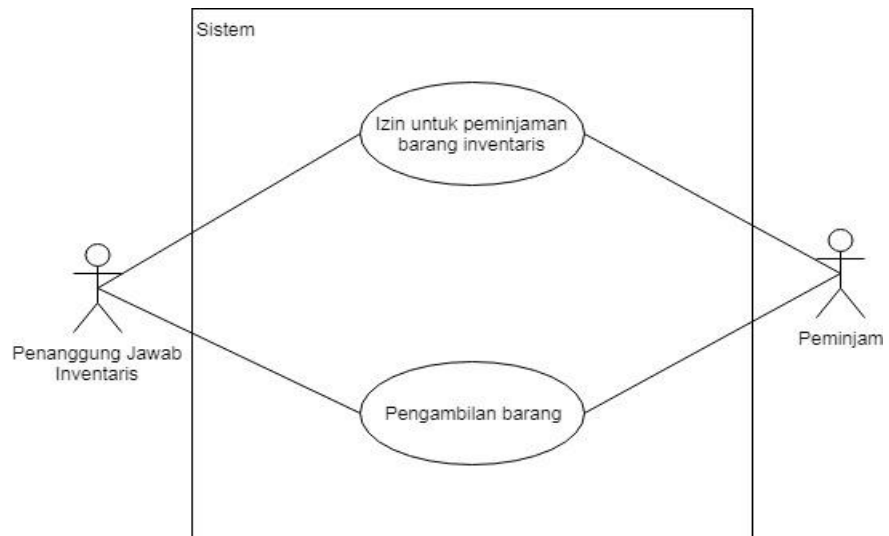 Sistem
Izin untuk peminjaman
barang inventaris
Penanggung Jawab
Inventaris
Peminjam
Pengambilan barang